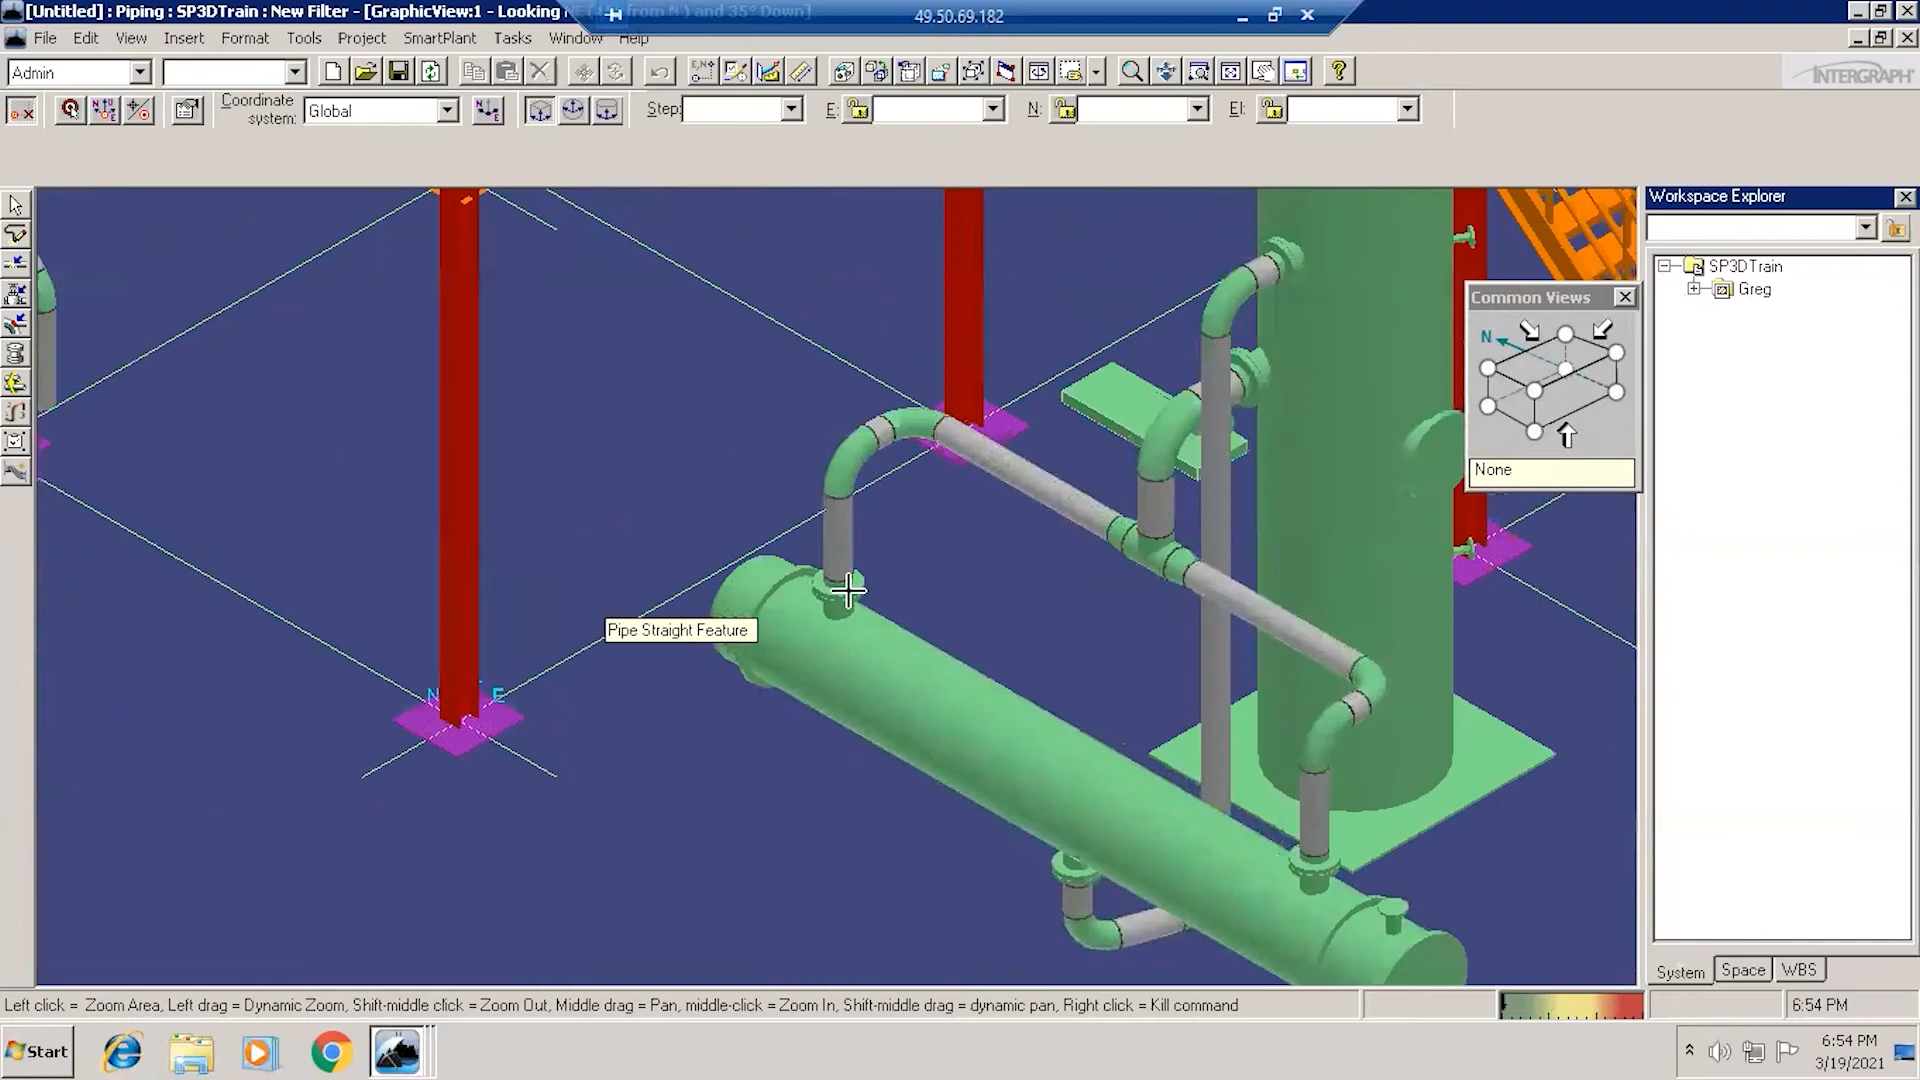 [Untitled] : Piping : SP3DTrain : New Filter - [GraphicView:1 - Looking
from N ) and 35° Down]
49.50.69.182
File Edit View Insert Format Tools Project SmartPlant Tasks Window Help
Admin
INTERGRAPH
Coordinate system:
Global
Step:
E:
N:
El:
Workspace Explorer
SP3DTrain
Greg
Common Views
N
None
Pipe Straight Feature
N E
System Space WBS
Left click = Zoom Area, Left drag = Dynamic Zoom, Shift-middle click = Zoom Out, Middle drag = Pan, middle-click = Zoom In, Shift-middle drag = dynamic pan, Right click = Kill command
6:54 PM
Start
6:54 PM
3/19/2021